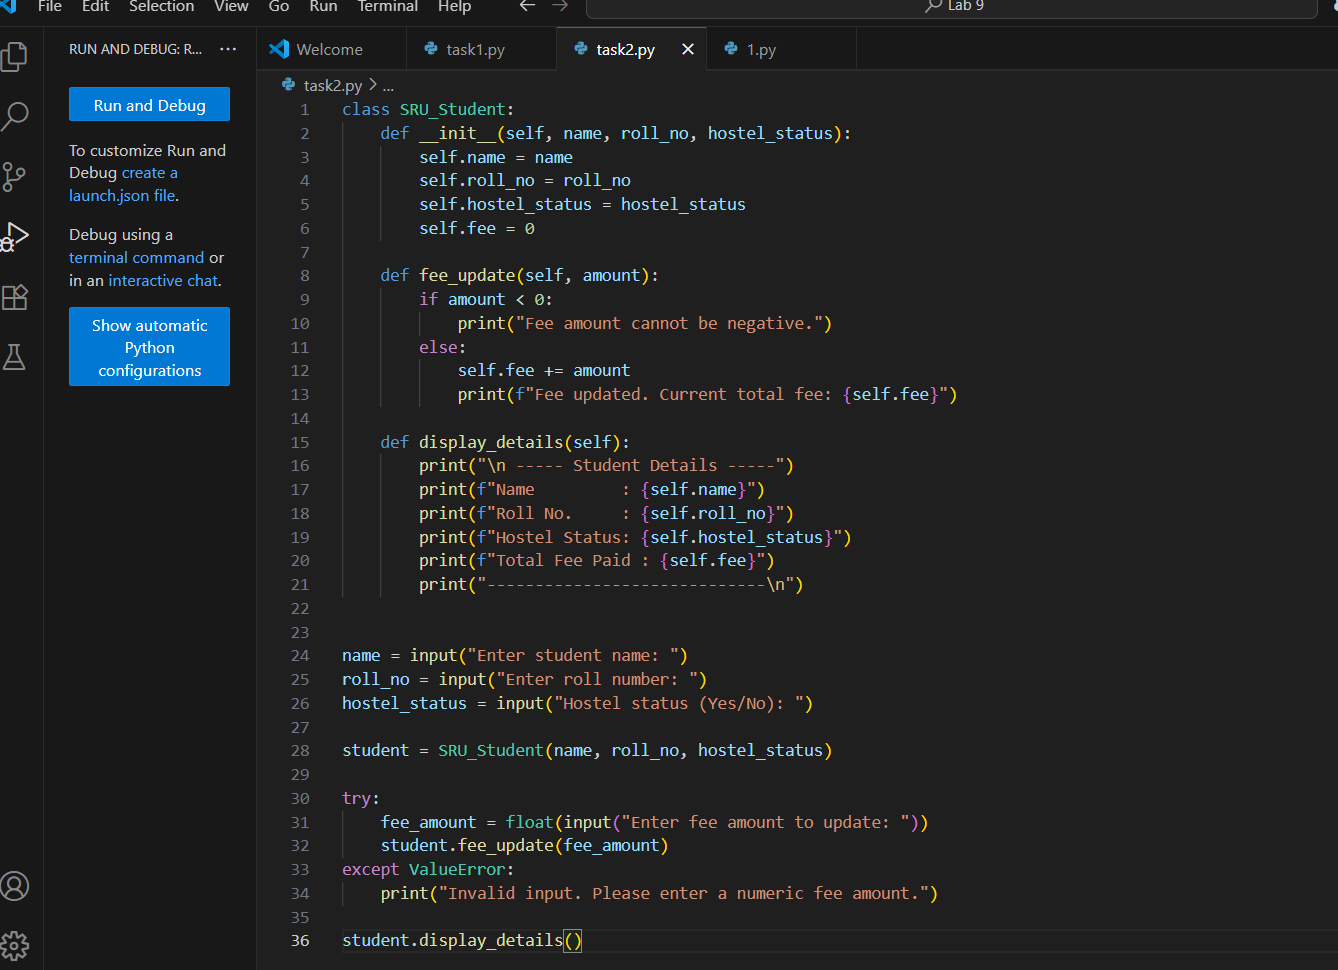 File Edit Selection View Go Run Terminal Help Lab 9
RUN AND DEBUG: R... ...
Welcome task1.py task2.py 1.py
task2.py > ...
Run and Debug
To customize Run and
Debug create a
launch.json file.
Debug using a
terminal command or
in an interactive chat.
Show automatic
Python
configurations
1 class SRU_Student:
2     def __init__(self, name, roll_no, hostel_status):
3         self.name = name
4         self.roll_no = roll_no
5         self.hostel_status = hostel_status
6         self.fee = 0
7
8     def fee_update(self, amount):
9         if amount < 0:
10             print("Fee amount cannot be negative.")
11         else:
12             self.fee += amount
13             print(f"Fee updated. Current total fee: {self.fee}")
14
15     def display_details(self):
16         print("\n ----- Student Details -----")
17         print(f"Name         : {self.name}")
18         print(f"Roll No.     : {self.roll_no}")
19         print(f"Hostel Status: {self.hostel_status}")
20         print(f"Total Fee Paid : {self.fee}")
21         print("-----------------------------\n")
22
23
24 name = input("Enter student name: ")
25 roll_no = input("Enter roll number: ")
26 hostel_status = input("Hostel status (Yes/No): ")
27
28 student = SRU_Student(name, roll_no, hostel_status)
29
30 try:
31     fee_amount = float(input("Enter fee amount to update: "))
32     student.fee_update(fee_amount)
33 except ValueError:
34     print("Invalid input. Please enter a numeric fee amount.")
35
36 student.display_details()